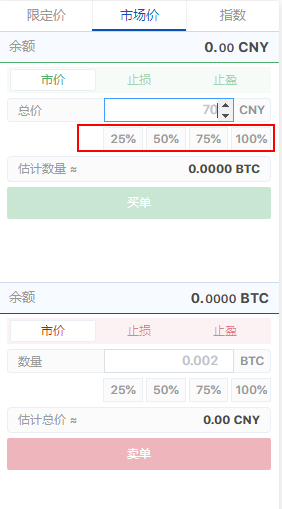 限定价 市场价 指数
余额 0.00 CNY
市价 止损 止盈
总价 70 CNY
25% 50% 75% 100%
估计数量 ≈ 0.0000 BTC
买单
余额 0.0000 BTC
市价 止损 止盈
数量 0.002 BTC
25% 50% 75% 100%
估计总价 ≈ 0.00 CNY
卖单